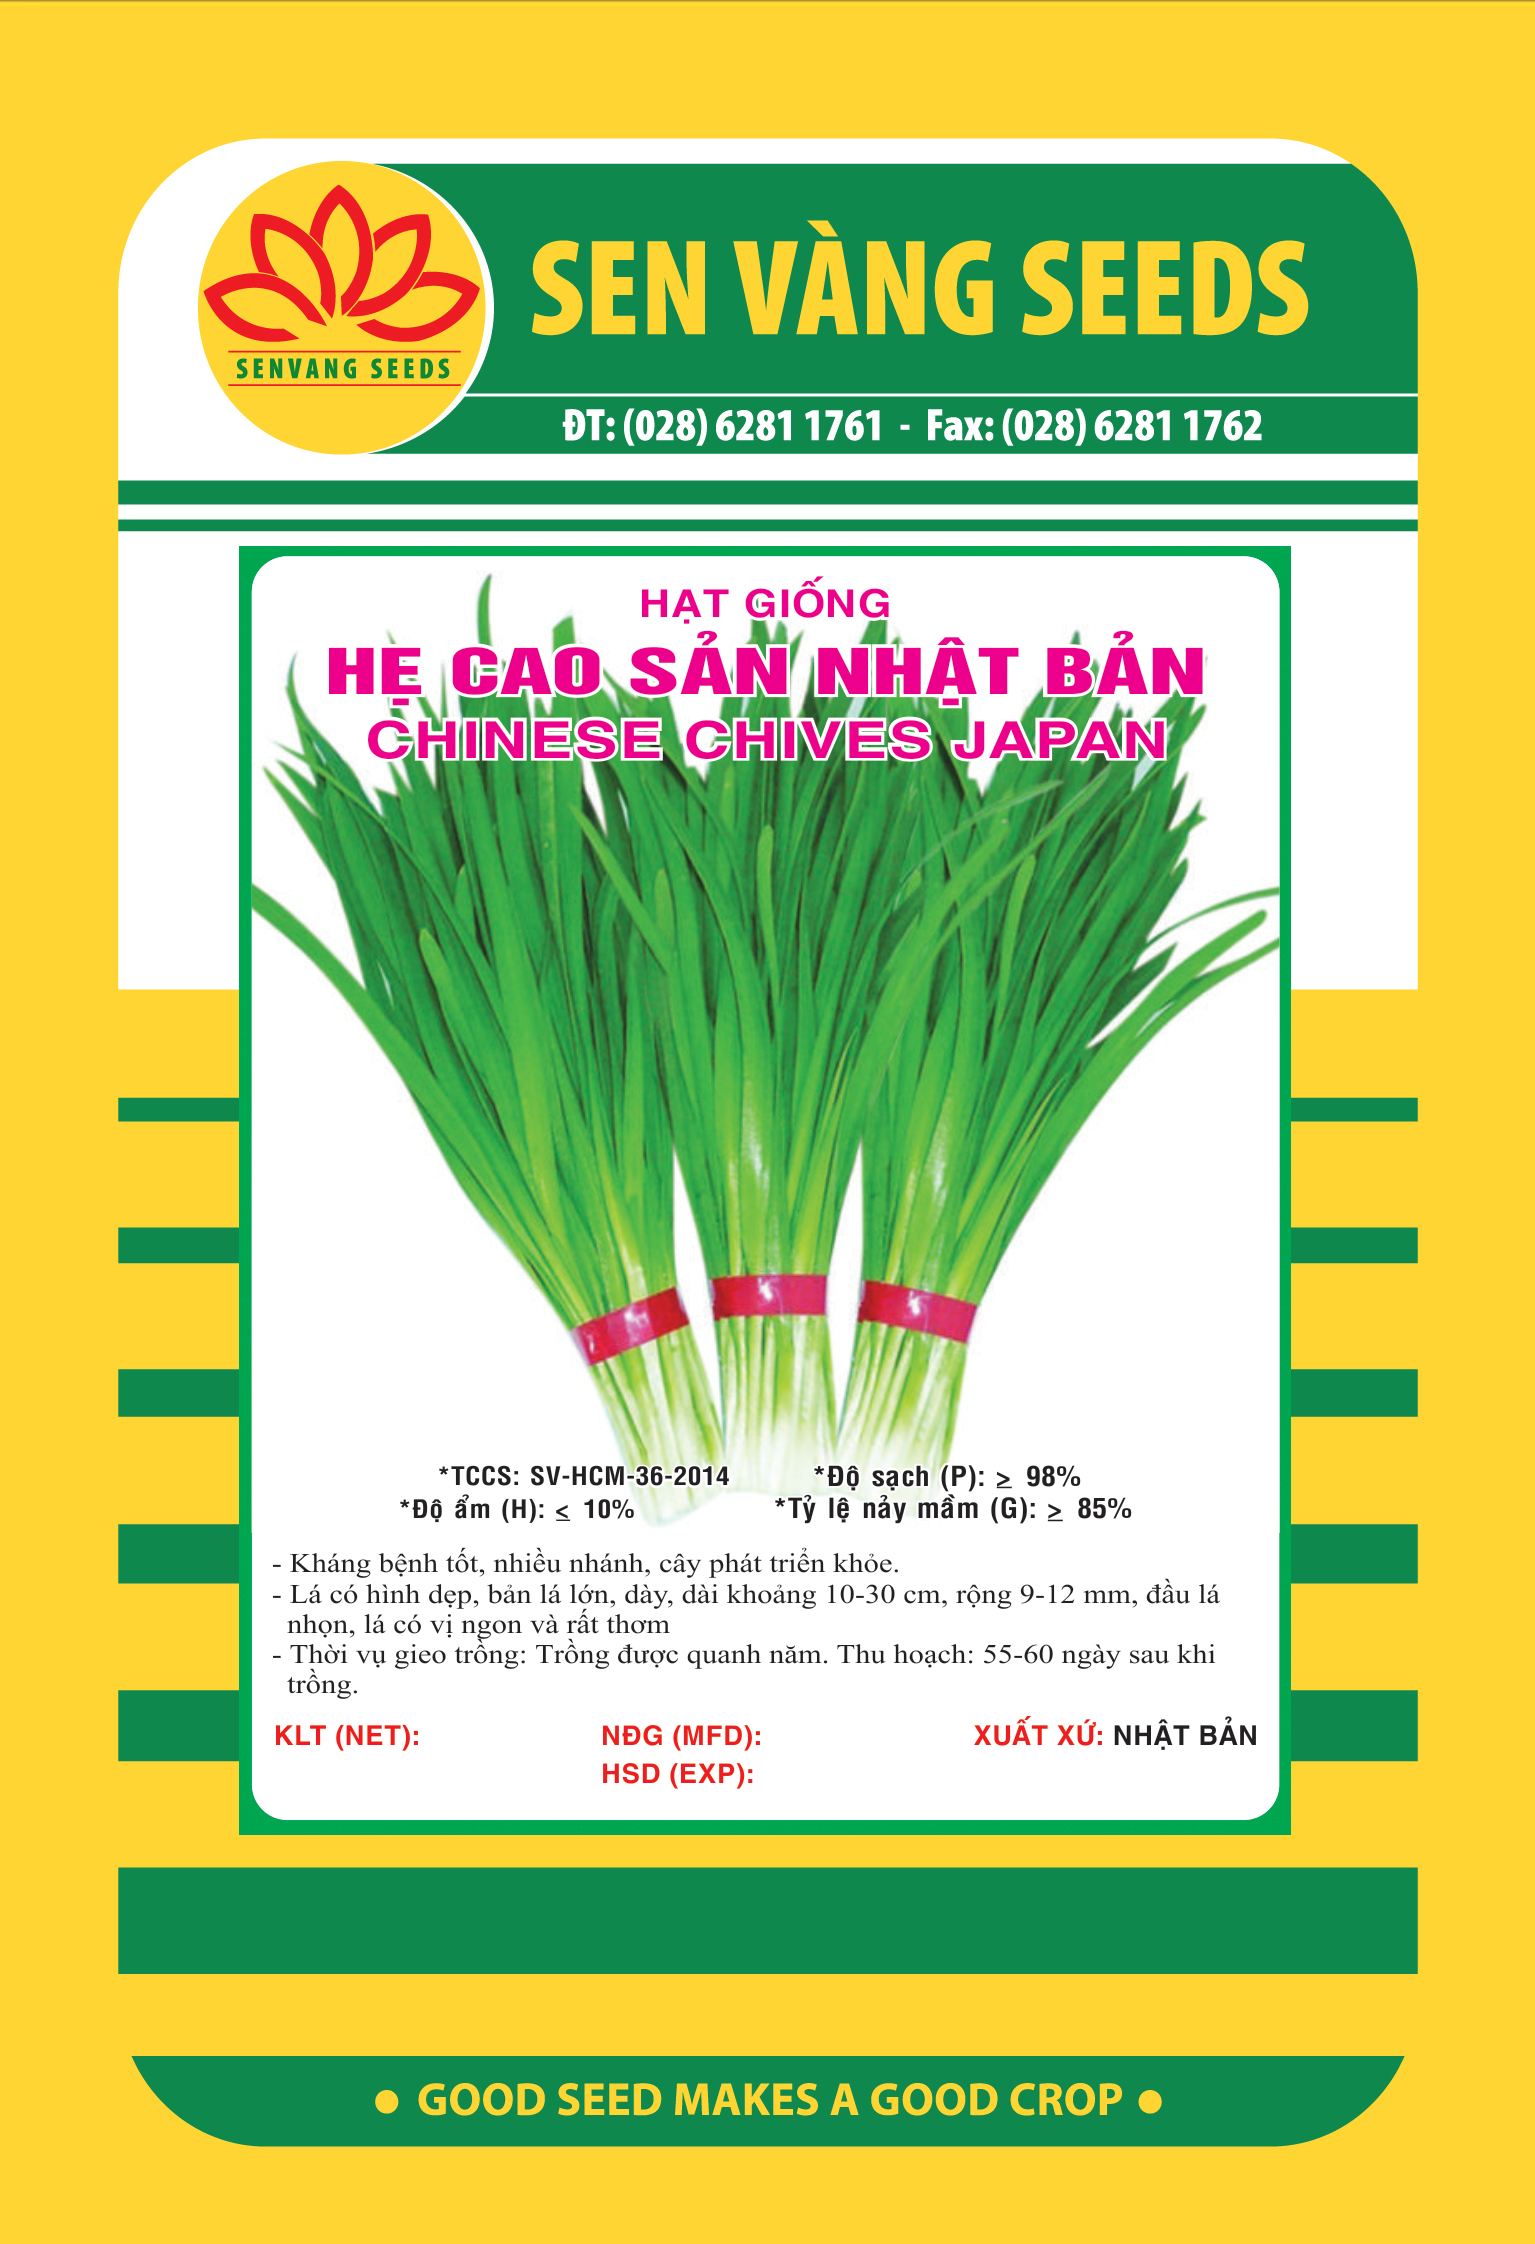 SENVANG SEEDS
SEN VÀNG SEEDS
ĐT: (028) 6281 1761 - Fax: (028) 6281 1762
HẠT GIỐNG
HẸ CAO SẢN NHẬT BẢN
CHINESE CHIVES JAPAN
*TCCS: SV-HCM-36-2014 *Độ sạch (P): ≥ 98%
*Độ ẩm (H): ≤ 10% *Tỷ lệ nảy mầm (G): ≥ 85%
- Kháng bệnh tốt, nhiều nhánh, cây phát triển khỏe.
- Lá có hình dẹp, bản lá lớn, dày, dài khoảng 10-30 cm, rộng 9-12 mm, đầu lá
nhọn, lá có vị ngon và rất thơm
- Thời vụ gieo trồng: Trồng được quanh năm. Thu hoạch: 55-60 ngày sau khi
trồng.
KLT (NET): NĐG (MFD): XUẤT XỨ: NHẬT BẢN
HSD (EXP):
• GOOD SEED MAKES A GOOD CROP •